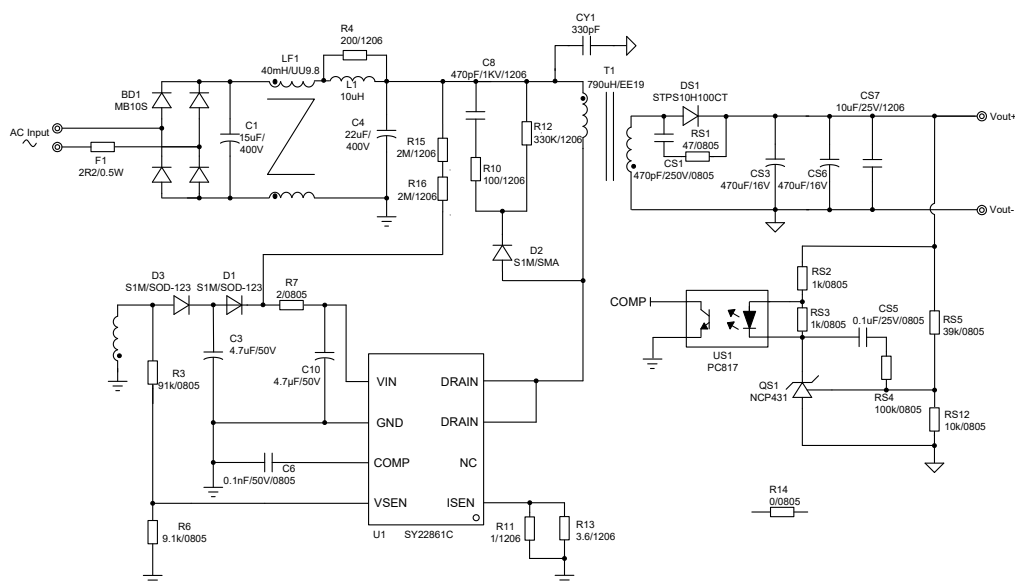 CY1
330pF
R4
200/1206
LF1
40mH/UU9.8
L1
10uH
C8
470pF/1KV/1206
T1
790uH/EE19
DS1
STPS10H100CT
CS7
10uF/25V/1206
BD1
MB10S
AC Input
F1
2R2/0.5W
C1
15uF/
400V
C4
22uF/
400V
R15
2M/1206
R16
2M/1206
R12
330K/1206
R10
100/1206
RS1
47/0805
CS1
470pF/250V/0805
CS3
470uF/16V
CS6
470uF/16V
Vout+
Vout-
D2
S1M/SMA
D3
S1M/SOD-123
D1
S1M/SOD-123
R7
2/0805
C3
4.7uF/50V
C10
4.7µF/50V
R3
91k/0805
C6
0.1nF/50V/0805
R6
9.1k/0805
VIN
GND
COMP
VSEN
DRAIN
DRAIN
NC
ISEN
U1
SY22861C
R11
1/1206
R13
3.6/1206
COMP
US1
PC817
RS2
1k/0805
RS3
1k/0805
CS5
0.1uF/25V/0805
RS5
39k/0805
QS1
NCP431
RS4
100k/0805
RS12
10k/0805
R14
0/0805